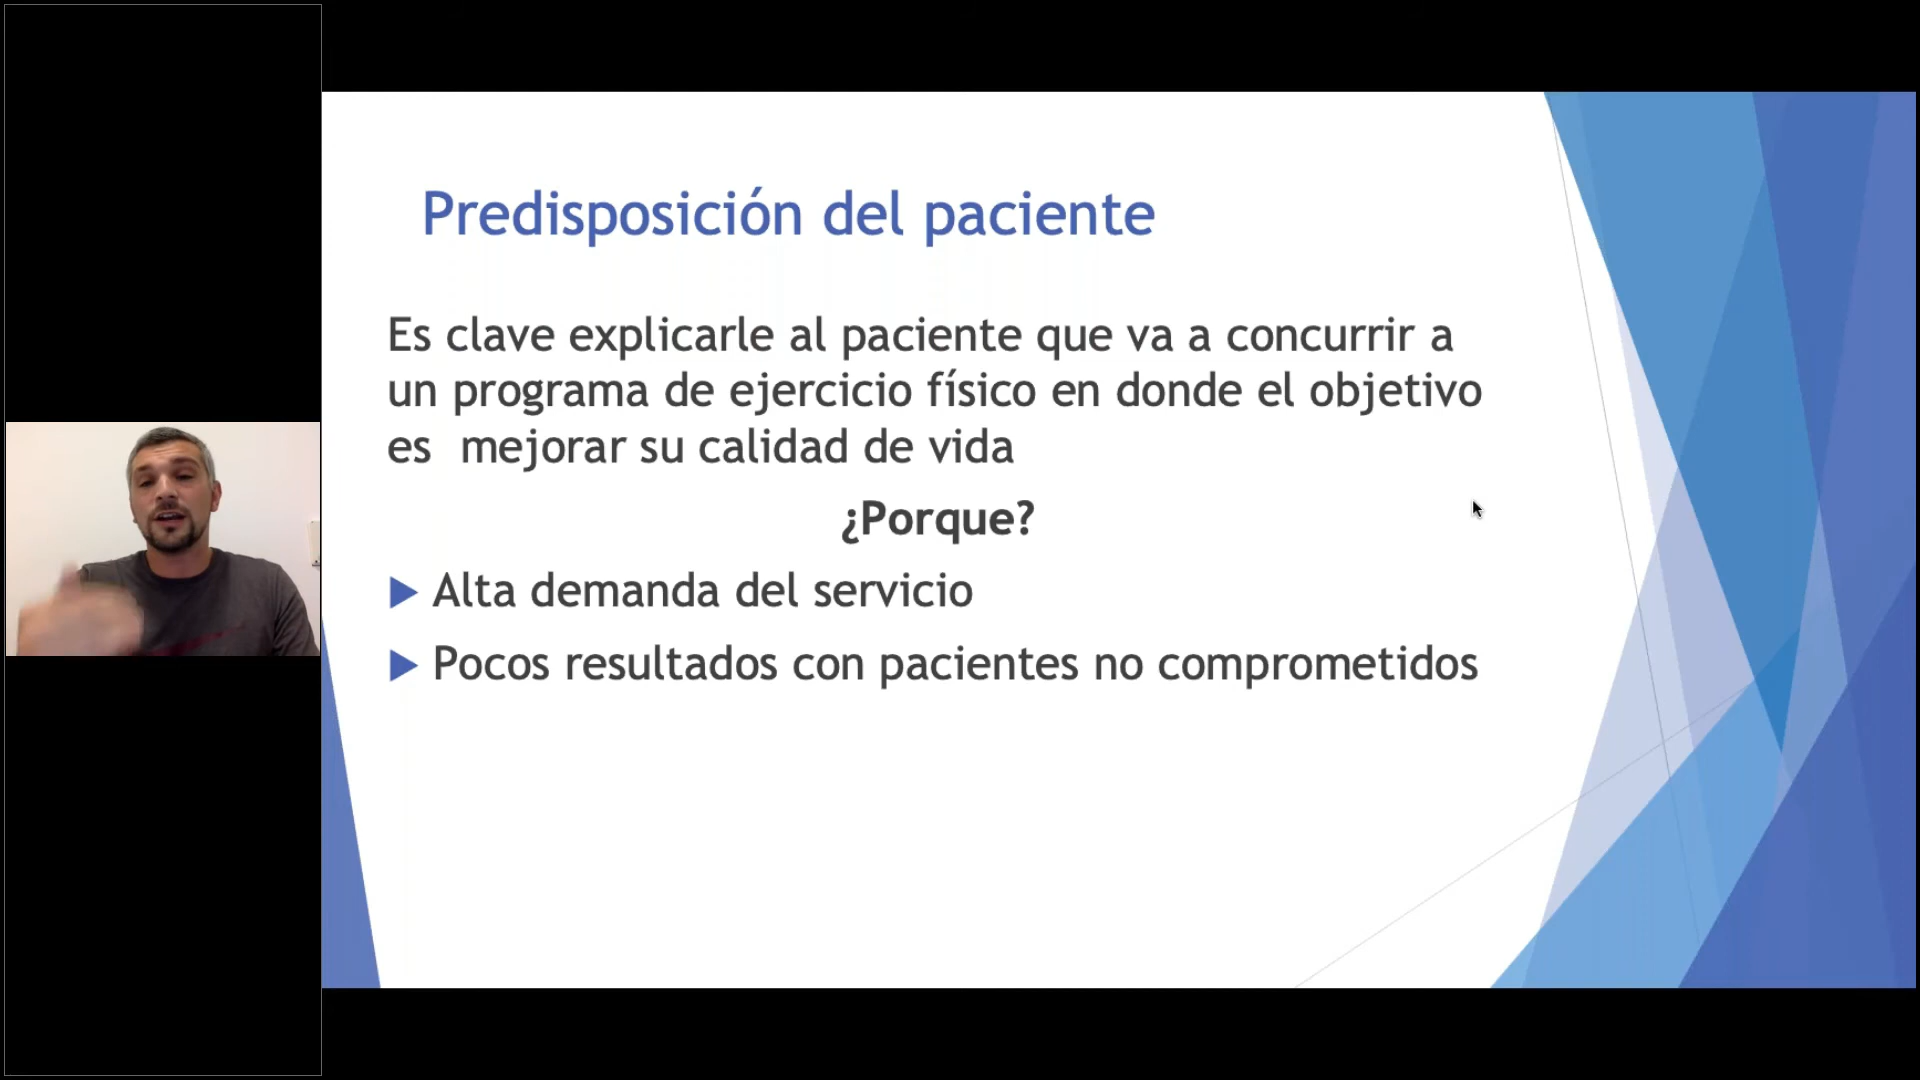 Predisposición del paciente
Es clave explicarle al paciente que va a concurrir a
un programa de ejercicio físico en donde el objetivo
es  mejorar su calidad de vida
¿Porque?
Alta demanda del servicio
Pocos resultados con pacientes no comprometidos